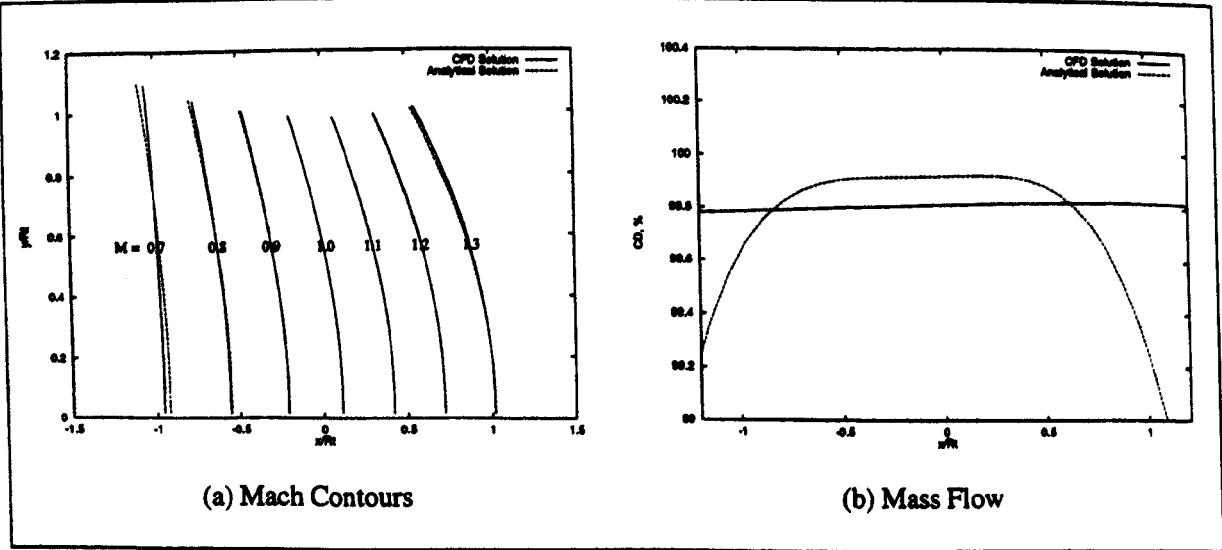 1.2
1
0.8
0.6
0.4
0.2
0
y/Rt
CFD Solution
Analytical Solution
M = 0.7 0.8 0.9 1.0 1.1 1.2 1.3
-1.5 -1 -0.5 0 0.5 1 1.5
x/Rt
(a) Mach Contours
100.4
100.2
100
99.8
99.6
99.4
99
CD, %
CFD Solution
Analytical Solution
-1 -0.5 0 0.5 1
x/Rt
(b) Mass Flow